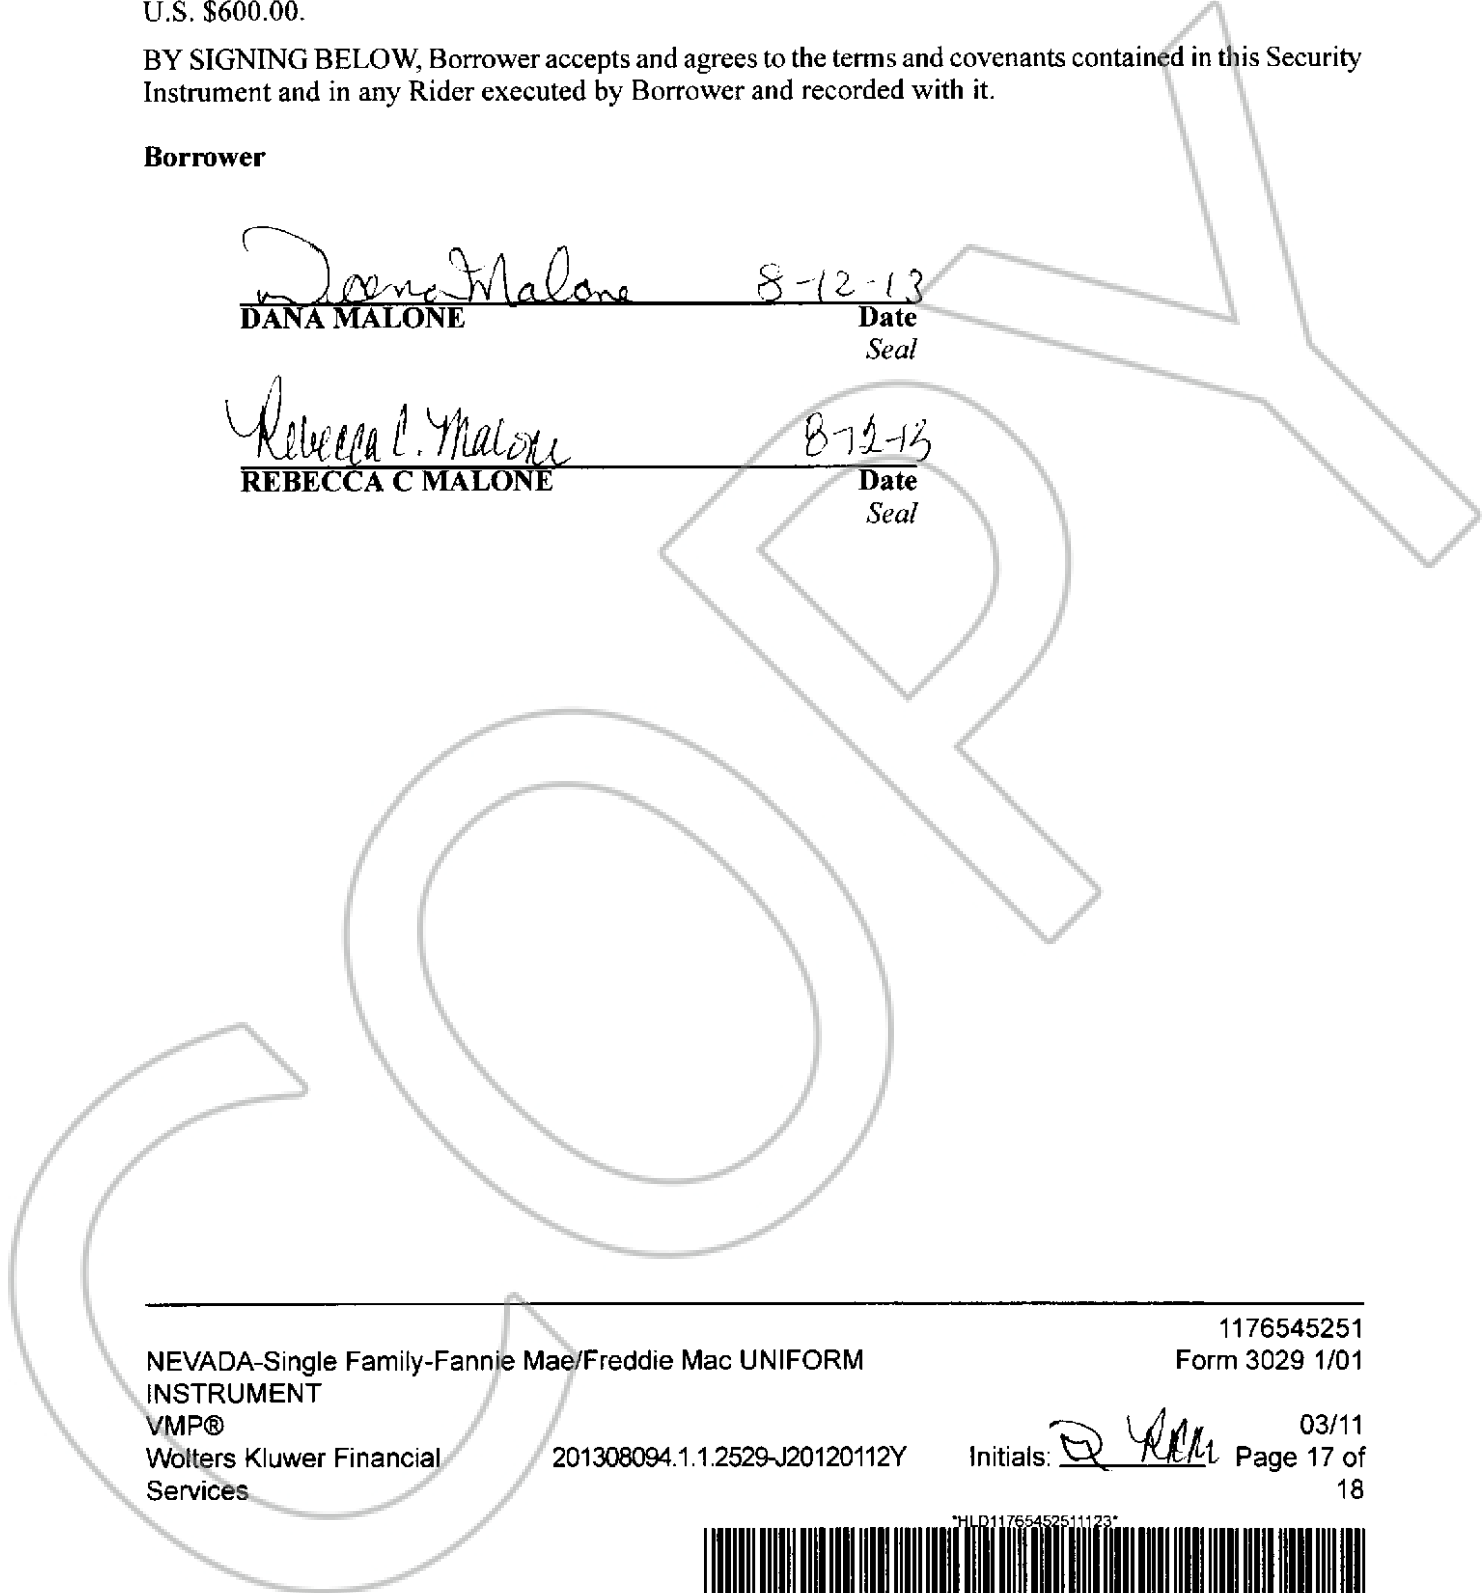 U.S. $600.00.
BY SIGNING BELOW, Borrower accepts and agrees to the terms and covenants contained in this Security
Instrument and in any Rider executed by Borrower and recorded with it.
Borrower
Dana Malone 8-12-13
DANA MALONE Date
Seal
Rebecca C. Malone 8-12-13
REBECCA C MALONE Date
Seal
COPY
1176545251
NEVADA-Single Family-Fannie Mae/Freddie Mac UNIFORM Form 3029 1/01
INSTRUMENT
VMP® 03/11
Wolters Kluwer Financial 201308094.1.1.2529-J20120112Y Initials: RCM Page 17 of
Services 18
*HLD11765452511123*